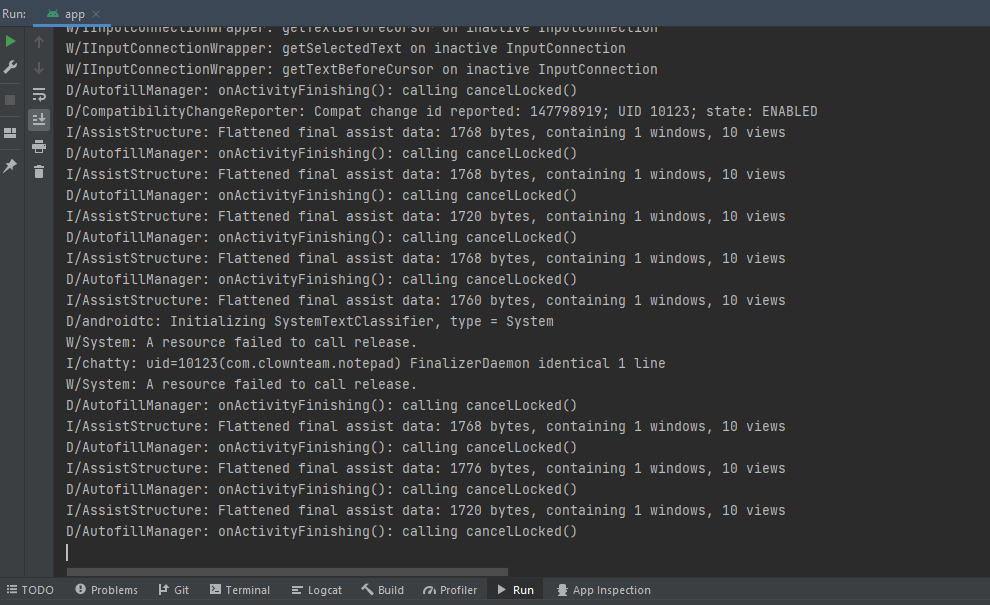 Run: app
W/IInputConnectionWrapper: getTextBeforeCursor on inactive InputConnection
W/IInputConnectionWrapper: getSelectedText on inactive InputConnection
W/IInputConnectionWrapper: getTextBeforeCursor on inactive InputConnection
D/AutofillManager: onActivityFinishing(): calling cancelLocked()
D/CompatibilityChangeReporter: Compat change id reported: 147798919; UID 10123; state: ENABLED
I/AssistStructure: Flattened final assist data: 1768 bytes, containing 1 windows, 10 views
D/AutofillManager: onActivityFinishing(): calling cancelLocked()
I/AssistStructure: Flattened final assist data: 1768 bytes, containing 1 windows, 10 views
D/AutofillManager: onActivityFinishing(): calling cancelLocked()
I/AssistStructure: Flattened final assist data: 1720 bytes, containing 1 windows, 10 views
D/AutofillManager: onActivityFinishing(): calling cancelLocked()
I/AssistStructure: Flattened final assist data: 1768 bytes, containing 1 windows, 10 views
D/AutofillManager: onActivityFinishing(): calling cancelLocked()
I/AssistStructure: Flattened final assist data: 1760 bytes, containing 1 windows, 10 views
D/androidtc: Initializing SystemTextClassifier, type = System
W/System: A resource failed to call release.
I/chatty: uid=10123(com.clownteam.notepad) FinalizerDaemon identical 1 line
W/System: A resource failed to call release.
D/AutofillManager: onActivityFinishing(): calling cancelLocked()
I/AssistStructure: Flattened final assist data: 1768 bytes, containing 1 windows, 10 views
D/AutofillManager: onActivityFinishing(): calling cancelLocked()
I/AssistStructure: Flattened final assist data: 1776 bytes, containing 1 windows, 10 views
D/AutofillManager: onActivityFinishing(): calling cancelLocked()
I/AssistStructure: Flattened final assist data: 1720 bytes, containing 1 windows, 10 views
D/AutofillManager: onActivityFinishing(): calling cancelLocked()
TODO Problems Git Terminal Logcat Build Profiler Run App Inspection